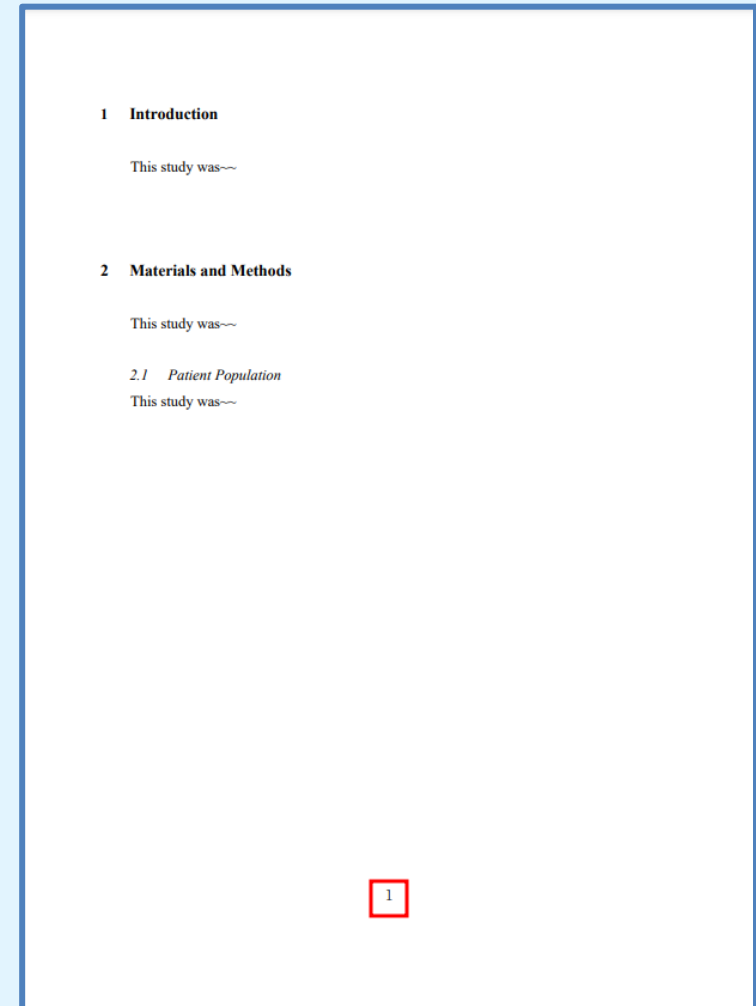 1 Introduction
This study was~~
2 Materials and Methods
This study was~~
2.1 Patient Population
This study was~~
1